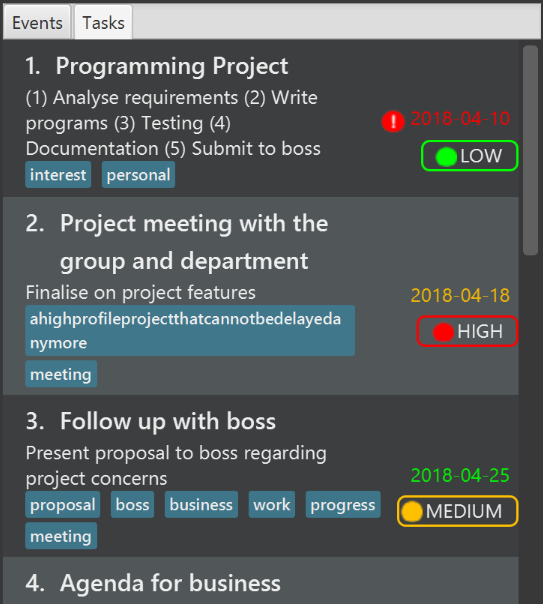 Events Tasks
1. Programming Project
(1) Analyse requirements (2) Write
programs (3) Testing (4)
Documentation (5) Submit to boss
! 2018-04-10
LOW
interest personal
2. Project meeting with the
group and department
Finalise on project features
2018-04-18
ahighprofileprojectthatcannotbedelayeda
nymore
HIGH
meeting
3. Follow up with boss
Present proposal to boss regarding
project concerns
2018-04-25
proposal boss business work progress
MEDIUM
meeting
4. Agenda for business